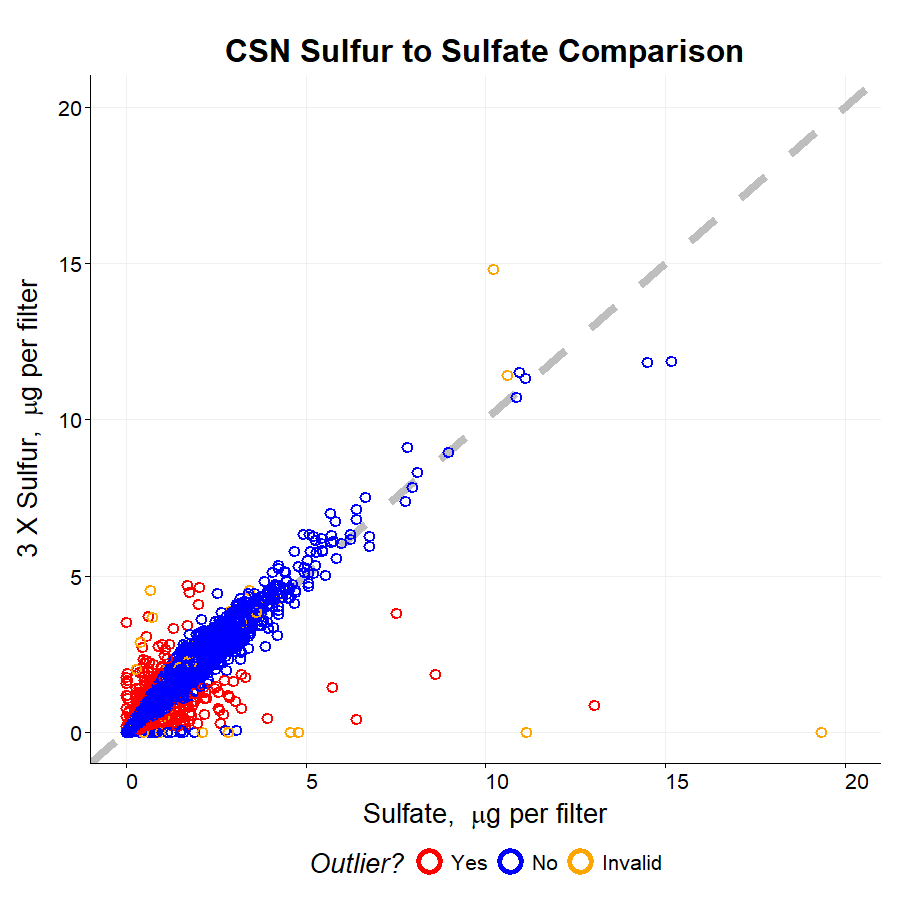 CSN Sulfur to Sulfate Comparison
20
15
10
5
0
3 X Sulfur, μg per filter
0 5 10 15 20
Sulfate, μg per filter
Outlier? Yes No Invalid